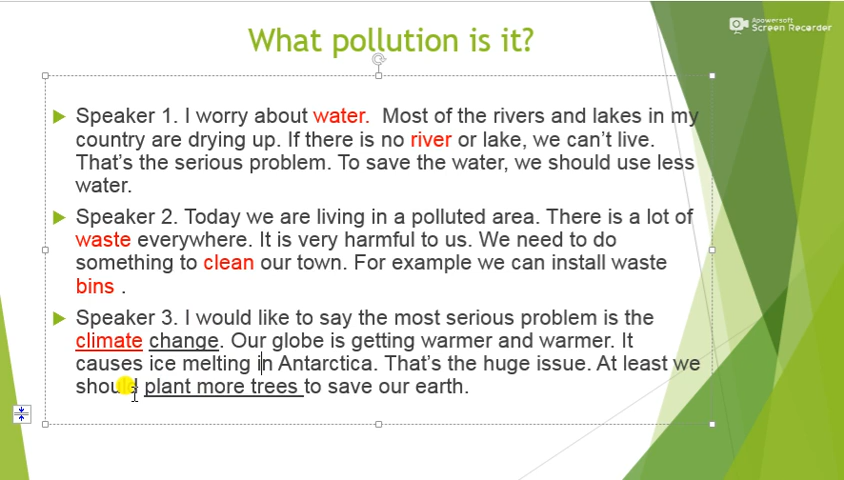 What pollution is it?
Apowersoft
Screen Recorder
Speaker 1. I worry about water.  Most of the rivers and lakes in my
country are drying up. If there is no river or lake, we can't live.
That's the serious problem. To save the water, we should use less
water.
Speaker 2. Today we are living in a polluted area. There is a lot of
waste everywhere. It is very harmful to us. We need to do
something to clean our town. For example we can install waste
bins .
Speaker 3. I would like to say the most serious problem is the
climate change. Our globe is getting warmer and warmer. It
causes ice melting in Antarctica. That's the huge issue. At least we
should plant more trees to save our earth.